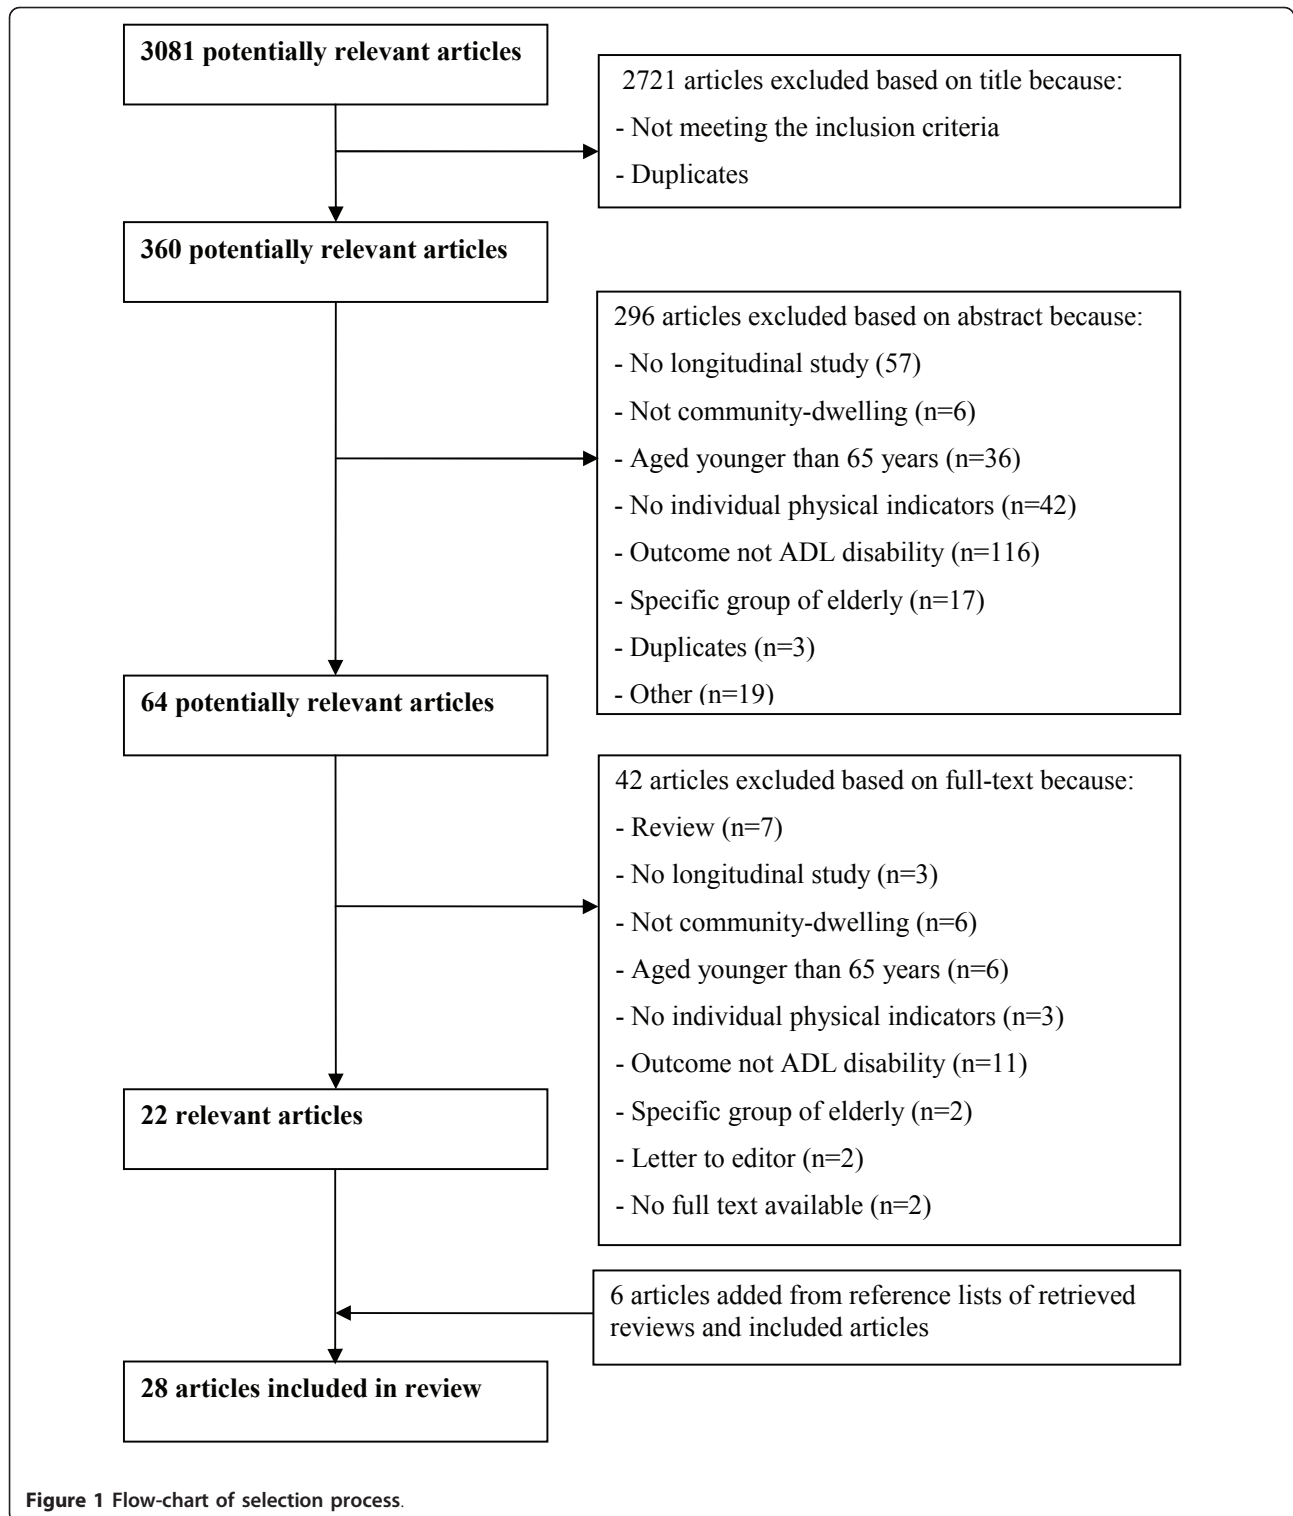 3081 potentially relevant articles
2721 articles excluded based on title because:
- Not meeting the inclusion criteria
- Duplicates
360 potentially relevant articles
296 articles excluded based on abstract because:
- No longitudinal study (57)
- Not community-dwelling (n=6)
- Aged younger than 65 years (n=36)
- No individual physical indicators (n=42)
- Outcome not ADL disability (n=116)
- Specific group of elderly (n=17)
- Duplicates (n=3)
- Other (n=19)
64 potentially relevant articles
42 articles excluded based on full-text because:
- Review (n=7)
- No longitudinal study (n=3)
- Not community-dwelling (n=6)
- Aged younger than 65 years (n=6)
- No individual physical indicators (n=3)
- Outcome not ADL disability (n=11)
- Specific group of elderly (n=2)
- Letter to editor (n=2)
- No full text available (n=2)
22 relevant articles
6 articles added from reference lists of retrieved
reviews and included articles
28 articles included in review
Figure 1 Flow-chart of selection process.